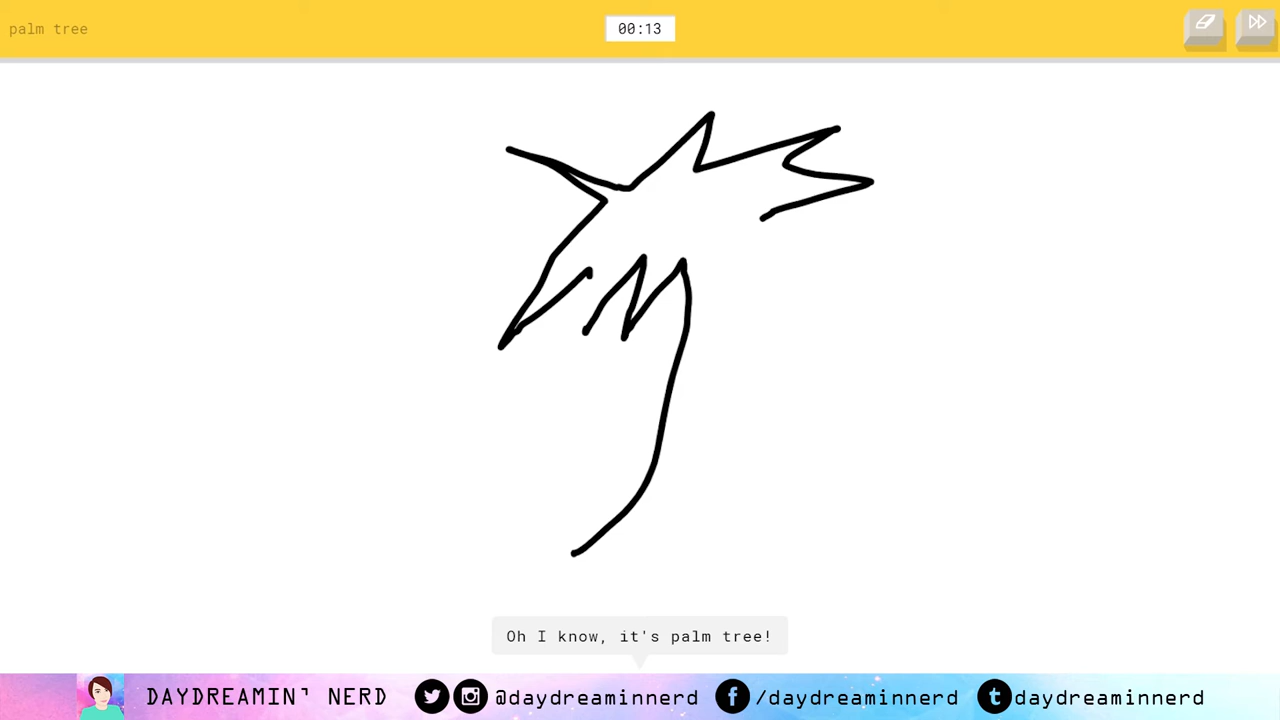 palm tree
00:13
Oh I know, it's palm tree!
DAYDREAMIN' NERD @daydreaminnerd /daydreaminnerd daydreaminnerd